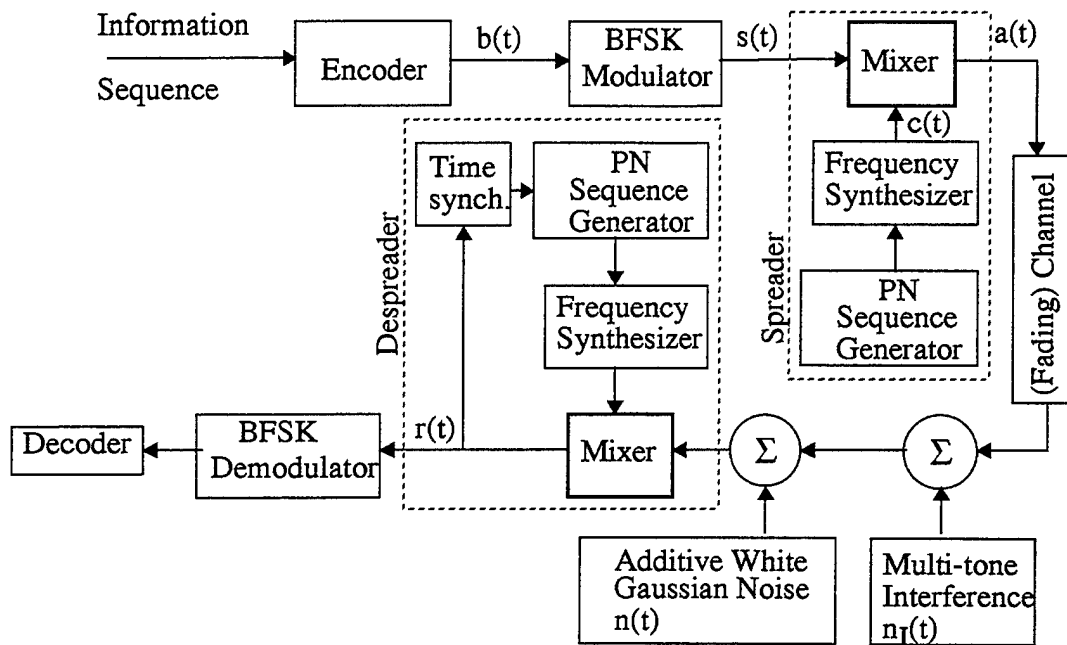 Information
Sequence
Encoder
b(t)
BFSK
Modulator
s(t)
Mixer
a(t)
c(t)
Frequency
Synthesizer
PN
Sequence
Generator
Spreader
(Fading) Channel
Time
synch.
PN
Sequence
Generator
Frequency
Synthesizer
Despreader
Decoder
BFSK
Demodulator
r(t)
Mixer
Σ
Σ
Additive White
Gaussian Noise
n(t)
Multi-tone
Interference
n_I(t)